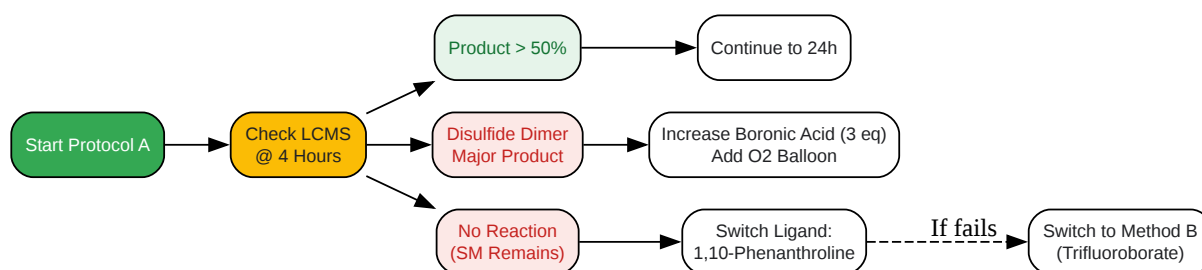 Start Protocol A
Check LCMS
@ 4 Hours
Product > 50%
Continue to 24h
Disulfide Dimer
Major Product
Increase Boronic Acid (3 eq)
Add O2 Balloon
No Reaction
(SM Remains)
Switch Ligand:
1,10-Phenanthroline
If fails
Switch to Method B
(Trifluoroborate)